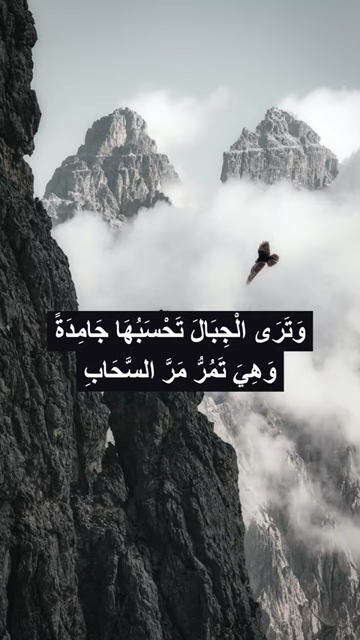 وَتَرَى الْجِبَالَ تَحْسَبُهَا جَامِدَةً
وَهِيَ تَمُرُّ مَرَّ السَّحَابِ